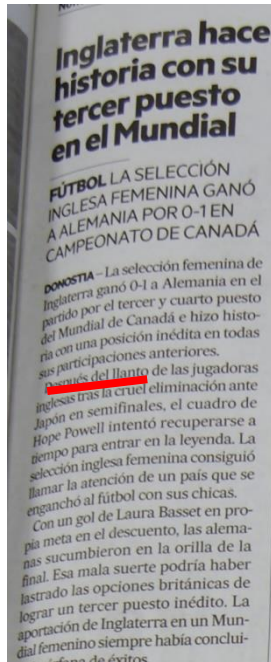 Inglaterra hace
historia con su
tercer puesto
en el Mundial
FÚTBOL LA SELECCIÓN
INGLESA FEMENINA GANÓ
A ALEMANIA POR 0-1 EN
CAMPEONATO DE CANADÁ
DONOSTIA – La selección femenina de
Inglaterra ganó 0-1 a Alemania en el
partido por el tercer y cuarto puesto
del Mundial de Canadá e hizo histo-
ria con una posición inédita en todas
sus participaciones anteriores.
Después del llanto de las jugadoras
inglesas tras la cruel eliminación ante
Japón en semifinales, el cuadro de
Hope Powell intentó recuperarse a
tiempo para entrar en la leyenda. La
selección inglesa femenina consiguió
llamar la atención de un país que se
enganchó al fútbol con sus chicas.
Con un gol de Laura Basset en pro-
pia meta en el descuento, las alema-
nas sucumbieron en la orilla de la
final. Esa mala suerte podría haber
lastrado las opciones británicas de
lograr un tercer puesto inédito. La
aportación de Inglaterra en un Mun-
dial femenino siempre había conclui-
de éxitos